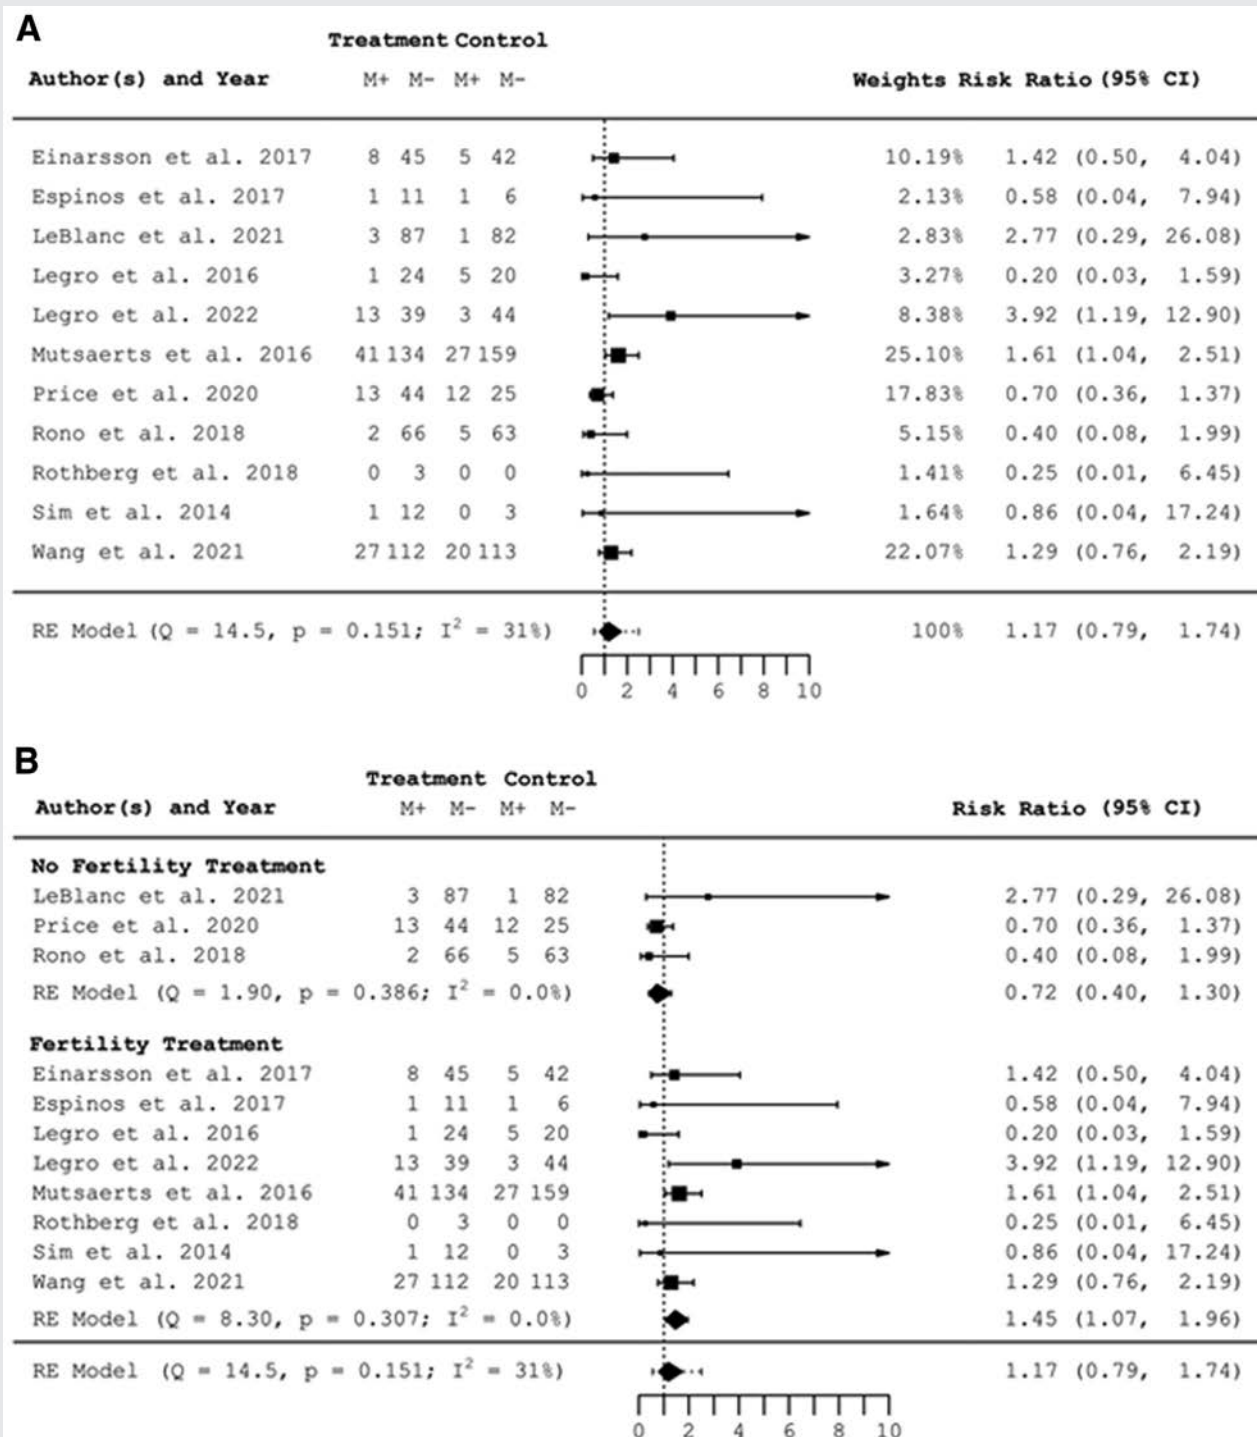 A
Treatment Control
Author(s) and Year M+ M- M+ M- Weights Risk Ratio (95% CI)
Einarsson et al. 2017 8 45 5 42 10.19% 1.42 (0.50, 4.04)
Espinos et al. 2017 1 11 1 6 2.13% 0.58 (0.04, 7.94)
LeBlanc et al. 2021 3 87 1 82 2.83% 2.77 (0.29, 26.08)
Legro et al. 2016 1 24 5 20 3.27% 0.20 (0.03, 1.59)
Legro et al. 2022 13 39 3 44 8.38% 3.92 (1.19, 12.90)
Mutsaerts et al. 2016 41 134 27 159 25.10% 1.61 (1.04, 2.51)
Price et al. 2020 13 44 12 25 17.83% 0.70 (0.36, 1.37)
Rono et al. 2018 2 66 5 63 5.15% 0.40 (0.08, 1.99)
Rothberg et al. 2018 0 3 0 0 1.41% 0.25 (0.01, 6.45)
Sim et al. 2014 1 12 0 3 1.64% 0.86 (0.04, 17.24)
Wang et al. 2021 27 112 20 113 22.07% 1.29 (0.76, 2.19)
RE Model (Q = 14.5, p = 0.151; I² = 31%) 100% 1.17 (0.79, 1.74)
0 2 4 6 8 10
B
Treatment Control
Author(s) and Year M+ M- M+ M- Risk Ratio (95% CI)
No Fertility Treatment
LeBlanc et al. 2021 3 87 1 82 2.77 (0.29, 26.08)
Price et al. 2020 13 44 12 25 0.70 (0.36, 1.37)
Rono et al. 2018 2 66 5 63 0.40 (0.08, 1.99)
RE Model (Q = 1.90, p = 0.386; I² = 0.0%) 0.72 (0.40, 1.30)
Fertility Treatment
Einarsson et al. 2017 8 45 5 42 1.42 (0.50, 4.04)
Espinos et al. 2017 1 11 1 6 0.58 (0.04, 7.94)
Legro et al. 2016 1 24 5 20 0.20 (0.03, 1.59)
Legro et al. 2022 13 39 3 44 3.92 (1.19, 12.90)
Mutsaerts et al. 2016 41 134 27 159 1.61 (1.04, 2.51)
Rothberg et al. 2018 0 3 0 0 0.25 (0.01, 6.45)
Sim et al. 2014 1 12 0 3 0.86 (0.04, 17.24)
Wang et al. 2021 27 112 20 113 1.29 (0.76, 2.19)
RE Model (Q = 8.30, p = 0.307; I² = 0.0%) 1.45 (1.07, 1.96)
RE Model (Q = 14.5, p = 0.151; I² = 31%) 1.17 (0.79, 1.74)
0 2 4 6 8 10